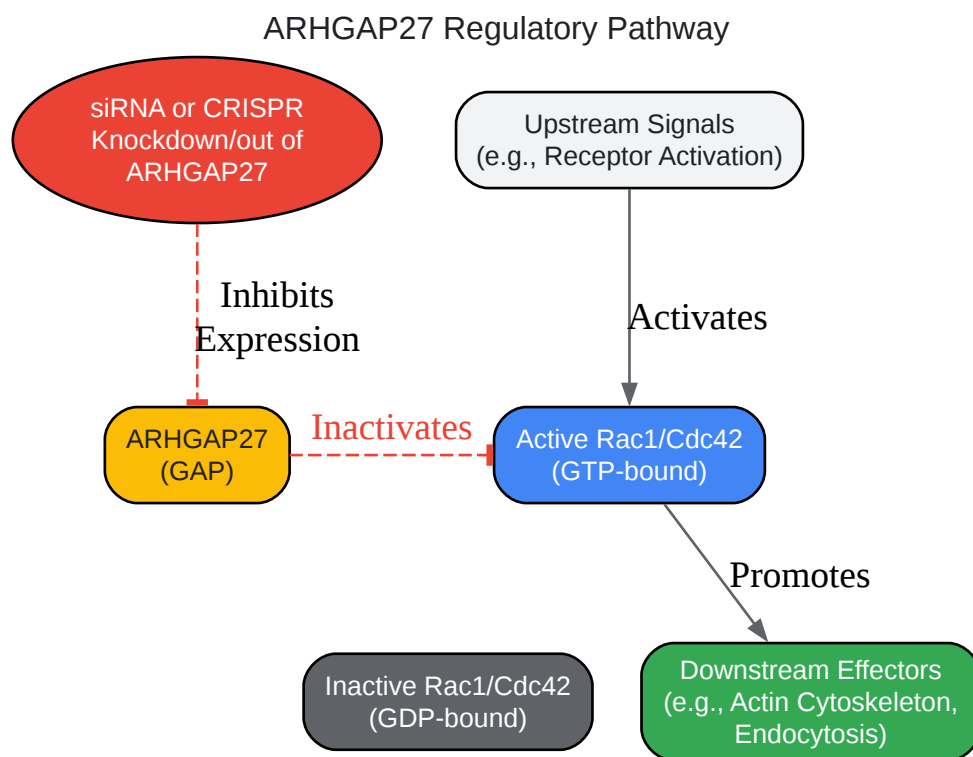 ARHGAP27 Regulatory Pathway
siRNA or CRISPR
Knockdown/out of
ARHGAP27
Upstream Signals
(e.g., Receptor Activation)
Inhibits
Expression
Activates
ARHGAP27
(GAP)
Inactivates
Active Rac1/Cdc42
(GTP-bound)
Promotes
Inactive Rac1/Cdc42
(GDP-bound)
Downstream Effectors
(e.g., Actin Cytoskeleton,
Endocytosis)